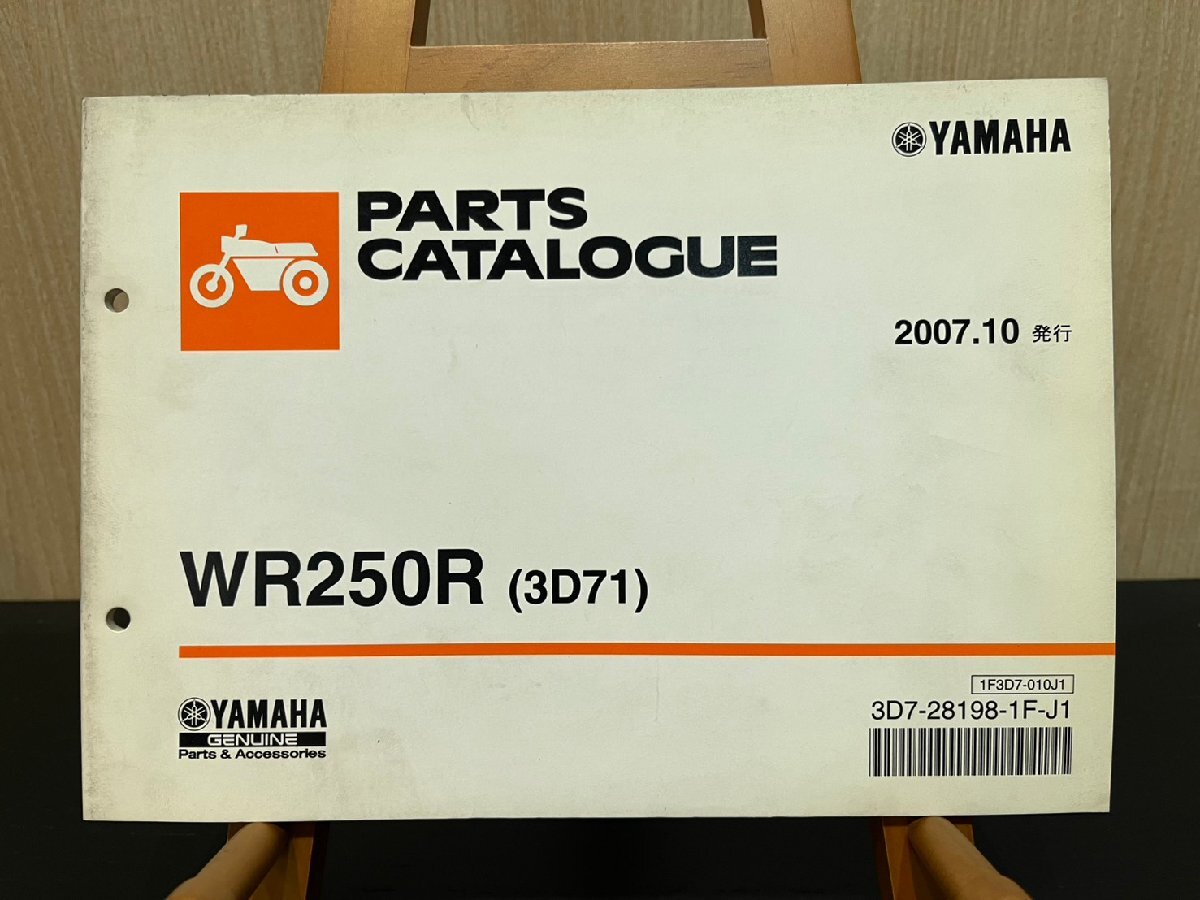 YAMAHA
PARTS
CATALOGUE
2007.10 発行
WR250R (3D71)
1F3D7-010J1
3D7-28198-1F-J1
YAMAHA
GENUINE
Parts & Accessories